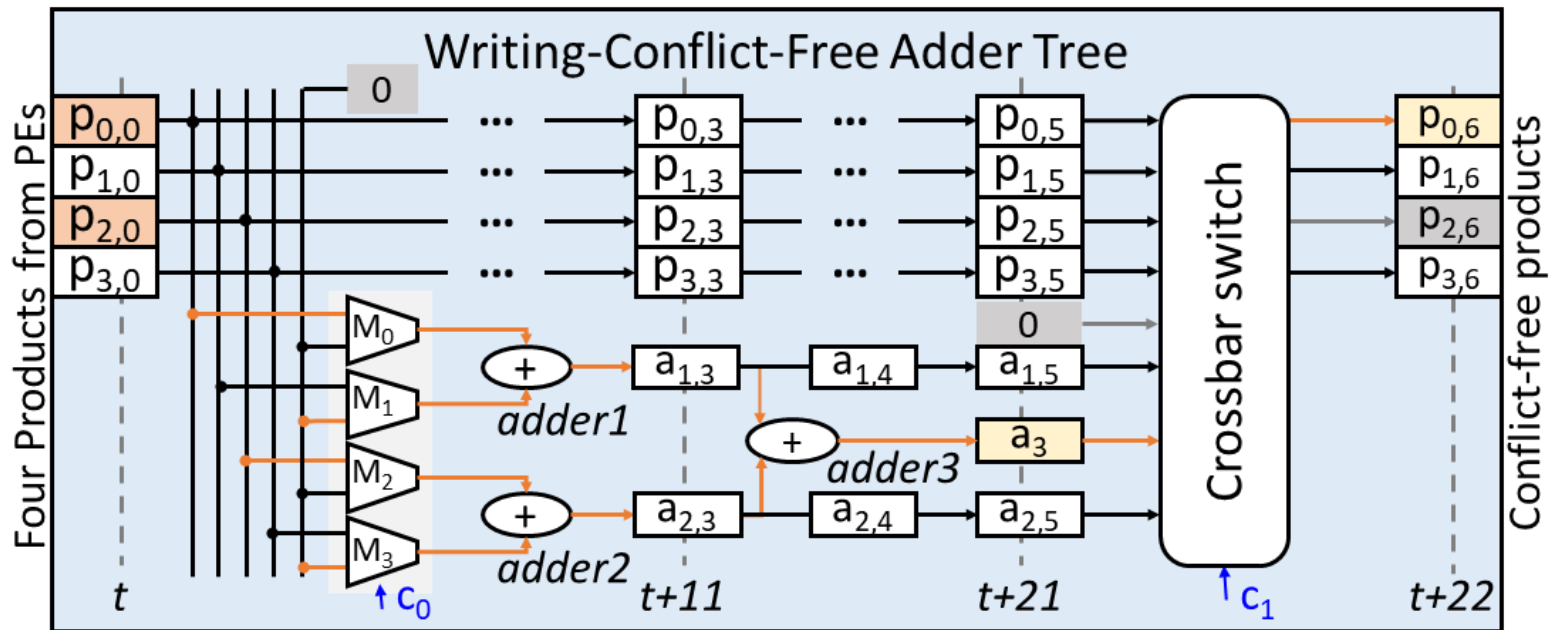 Writing-Conflict-Free Adder Tree
Four Products from PEs
0
p0,0 ... p0,3 ... p0,5 p0,6
p1,0 ... p1,3 ... p1,5 p1,6
p2,0 ... p2,3 ... p2,5 p2,6
p3,0 ... p3,3 ... p3,5 p3,6
0
M0
+ a1,3 a1,4 a1,5
M1
adder1
+ a3
adder3
M2
+ a2,3 a2,4 a2,5
M3
adder2
Crossbar switch
t c0 t+11 t+21 c1 t+22
Conflict-free products